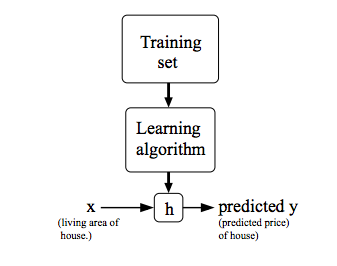 Training
set
Learning
algorithm
x
h
predicted y
(living area of
house.)
(predicted price)
of house)